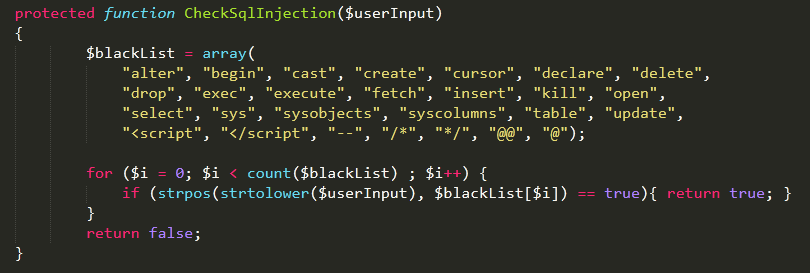 protected function CheckSqlInjection($userInput)
{
$blackList = array(
"alter", "begin", "cast", "create", "cursor", "declare", "delete",
"drop", "exec", "execute", "fetch", "insert", "kill", "open",
"select", "sys", "sysobjects", "syscolumns", "table", "update",
"<script", "</script", "--", "/*", "*/", "@@", "@");
for ($i = 0; $i < count($blackList) ; $i++) {
if (strpos(strtolower($userInput), $blackList[$i]) == true){ return true; }
}
return false;
}